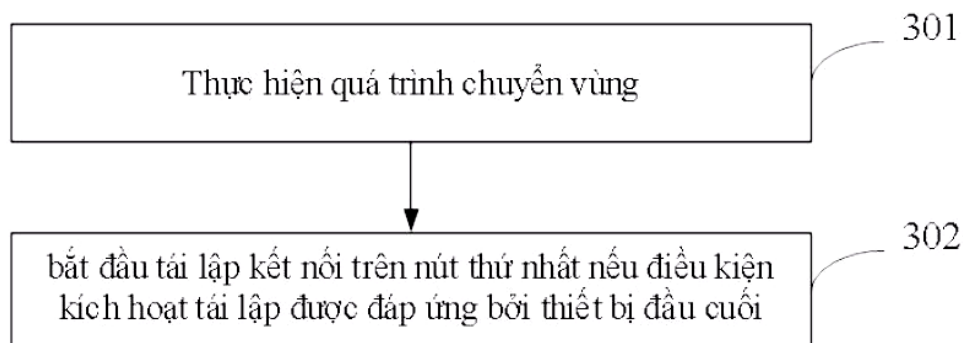 301
Thực hiện quá trình chuyển vùng
302
bắt đầu tái lập kết nối trên nút thứ nhất nếu điều kiện
kích hoạt tái lập được đáp ứng bởi thiết bị đầu cuối